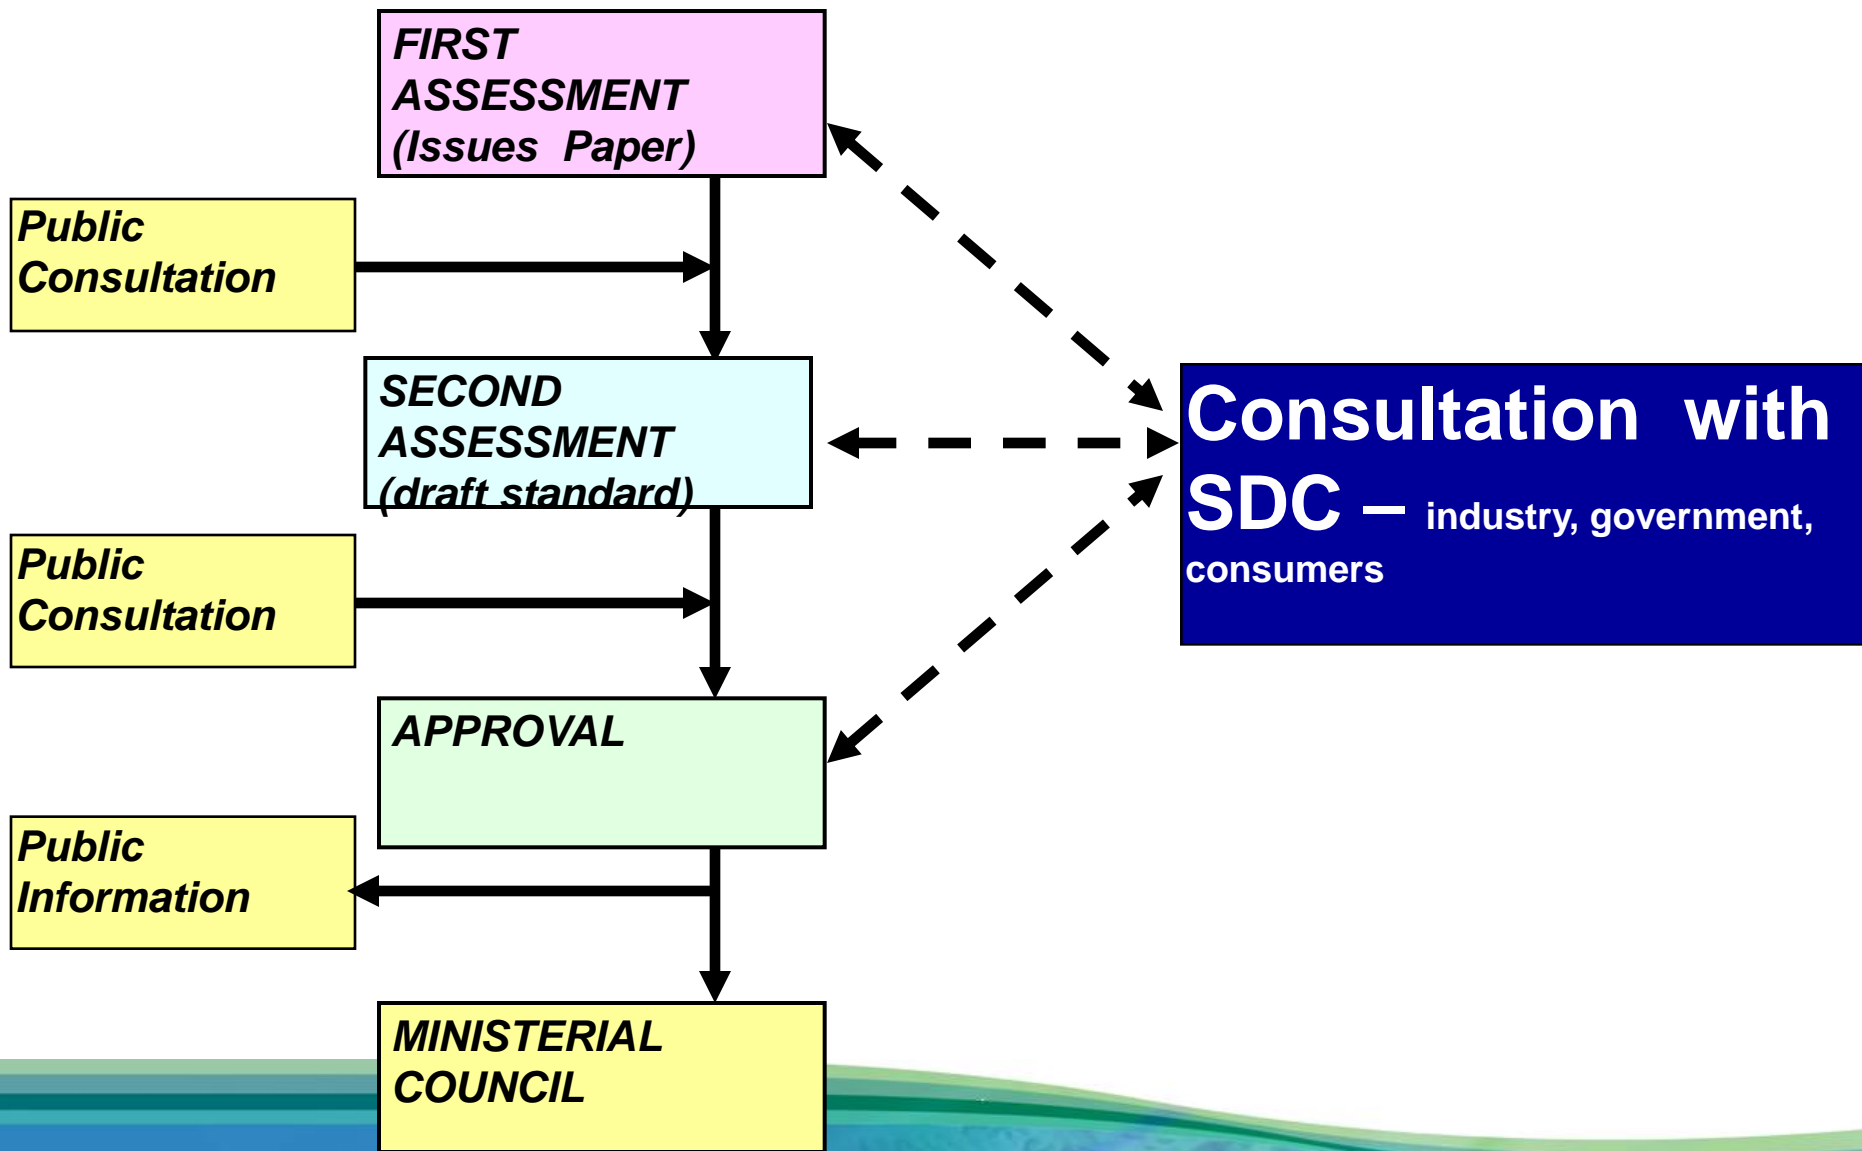 FIRST
ASSESSMENT
(Issues Paper)
Public
Consultation
SECOND
ASSESSMENT
(draft standard)
Consultation with
SDC – industry, government,
consumers
Public
Consultation
APPROVAL
Public
Information
MINISTERIAL
COUNCIL